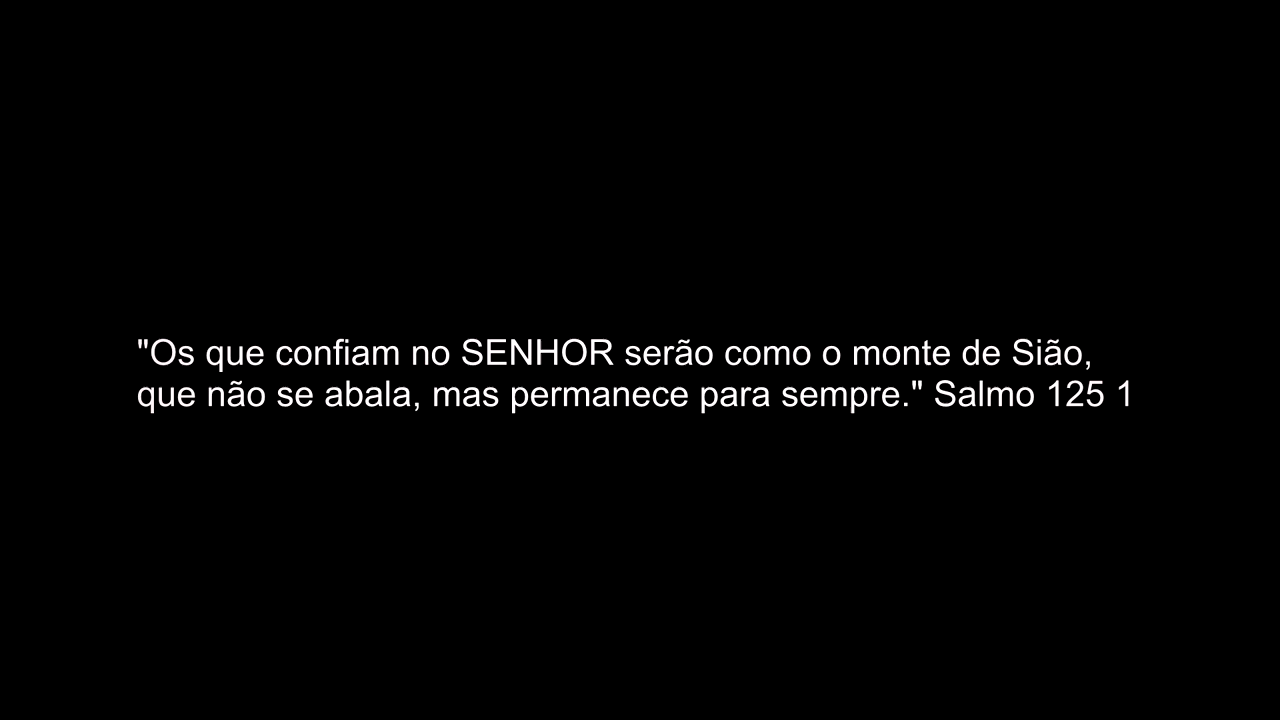 "Os que confiam no SENHOR serão como o monte de Sião,
que não se abala, mas permanece para sempre." Salmo 125 1